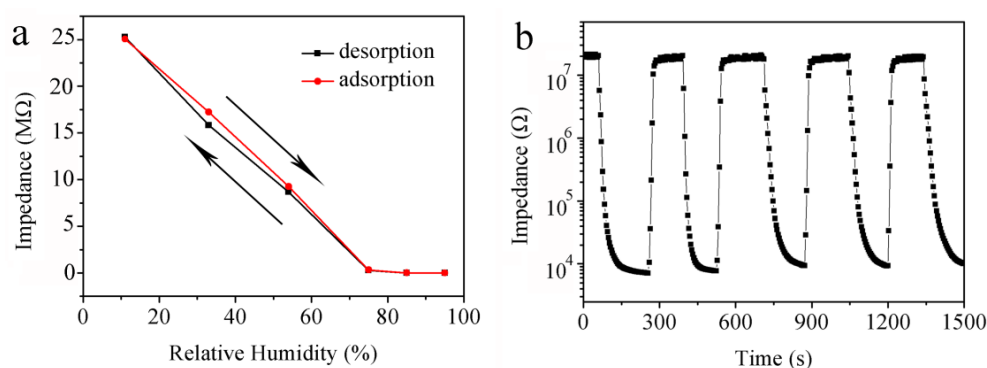 a
desorption
adsorption
Impedance (MΩ)
25
20
15
10
5
0
0 20 40 60 80 100
Relative Humidity (%)
b
Impedance (Ω)
10⁷
10⁶
10⁵
10⁴
0 300 600 900 1200 1500
Time (s)